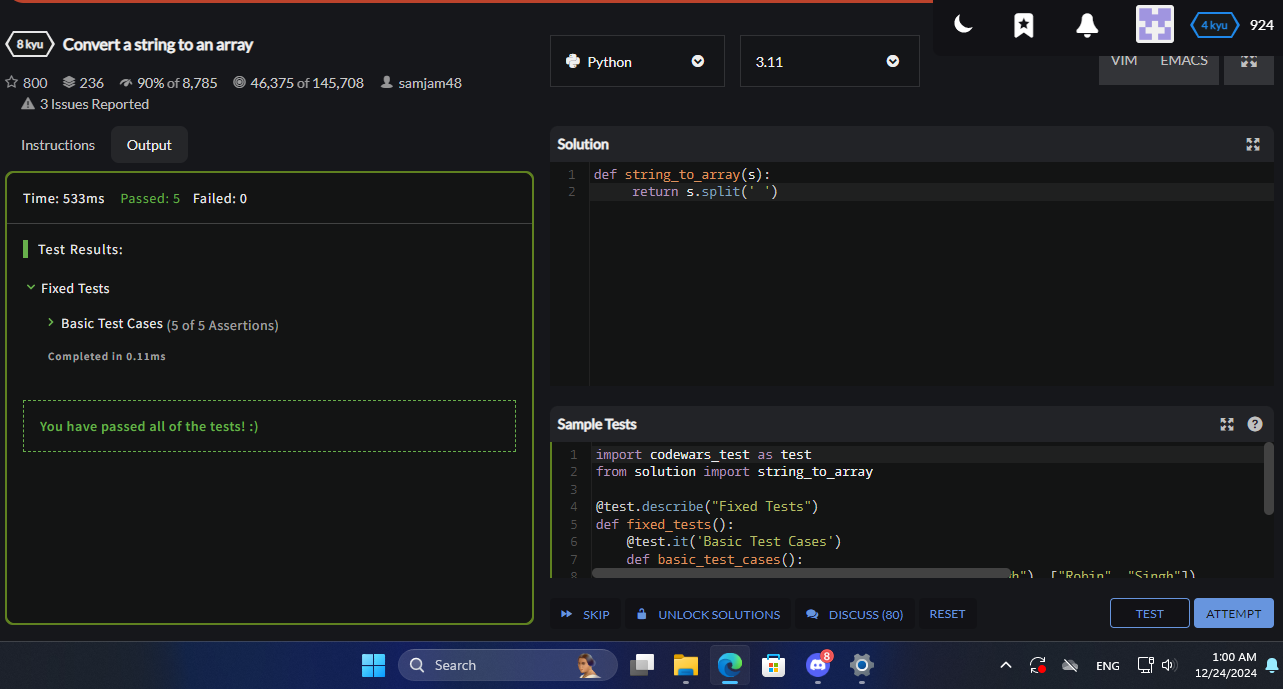 8 kyu Convert a string to an array
800 236 90% of 8,785 46,375 of 145,708 samjam48
3 Issues Reported
Instructions Output
Time: 533ms Passed: 5 Failed: 0
Test Results:
Fixed Tests
Basic Test Cases (5 of 5 Assertions)
Completed in 0.11ms
You have passed all of the tests! :)
4 kyu 924
Python 3.11 VIM EMACS
Solution
1 def string_to_array(s):
2 return s.split(' ')
Sample Tests
1 import codewars_test as test
2 from solution import string_to_array
3
4 @test.describe("Fixed Tests")
5 def fixed_tests():
6 @test.it('Basic Test Cases')
7 def basic_test_cases():
8 h"), ["Robin", "Singh"])
SKIP UNLOCK SOLUTIONS DISCUSS (80) RESET TEST ATTEMPT
Search 8 ENG 1:00 AM
12/24/2024